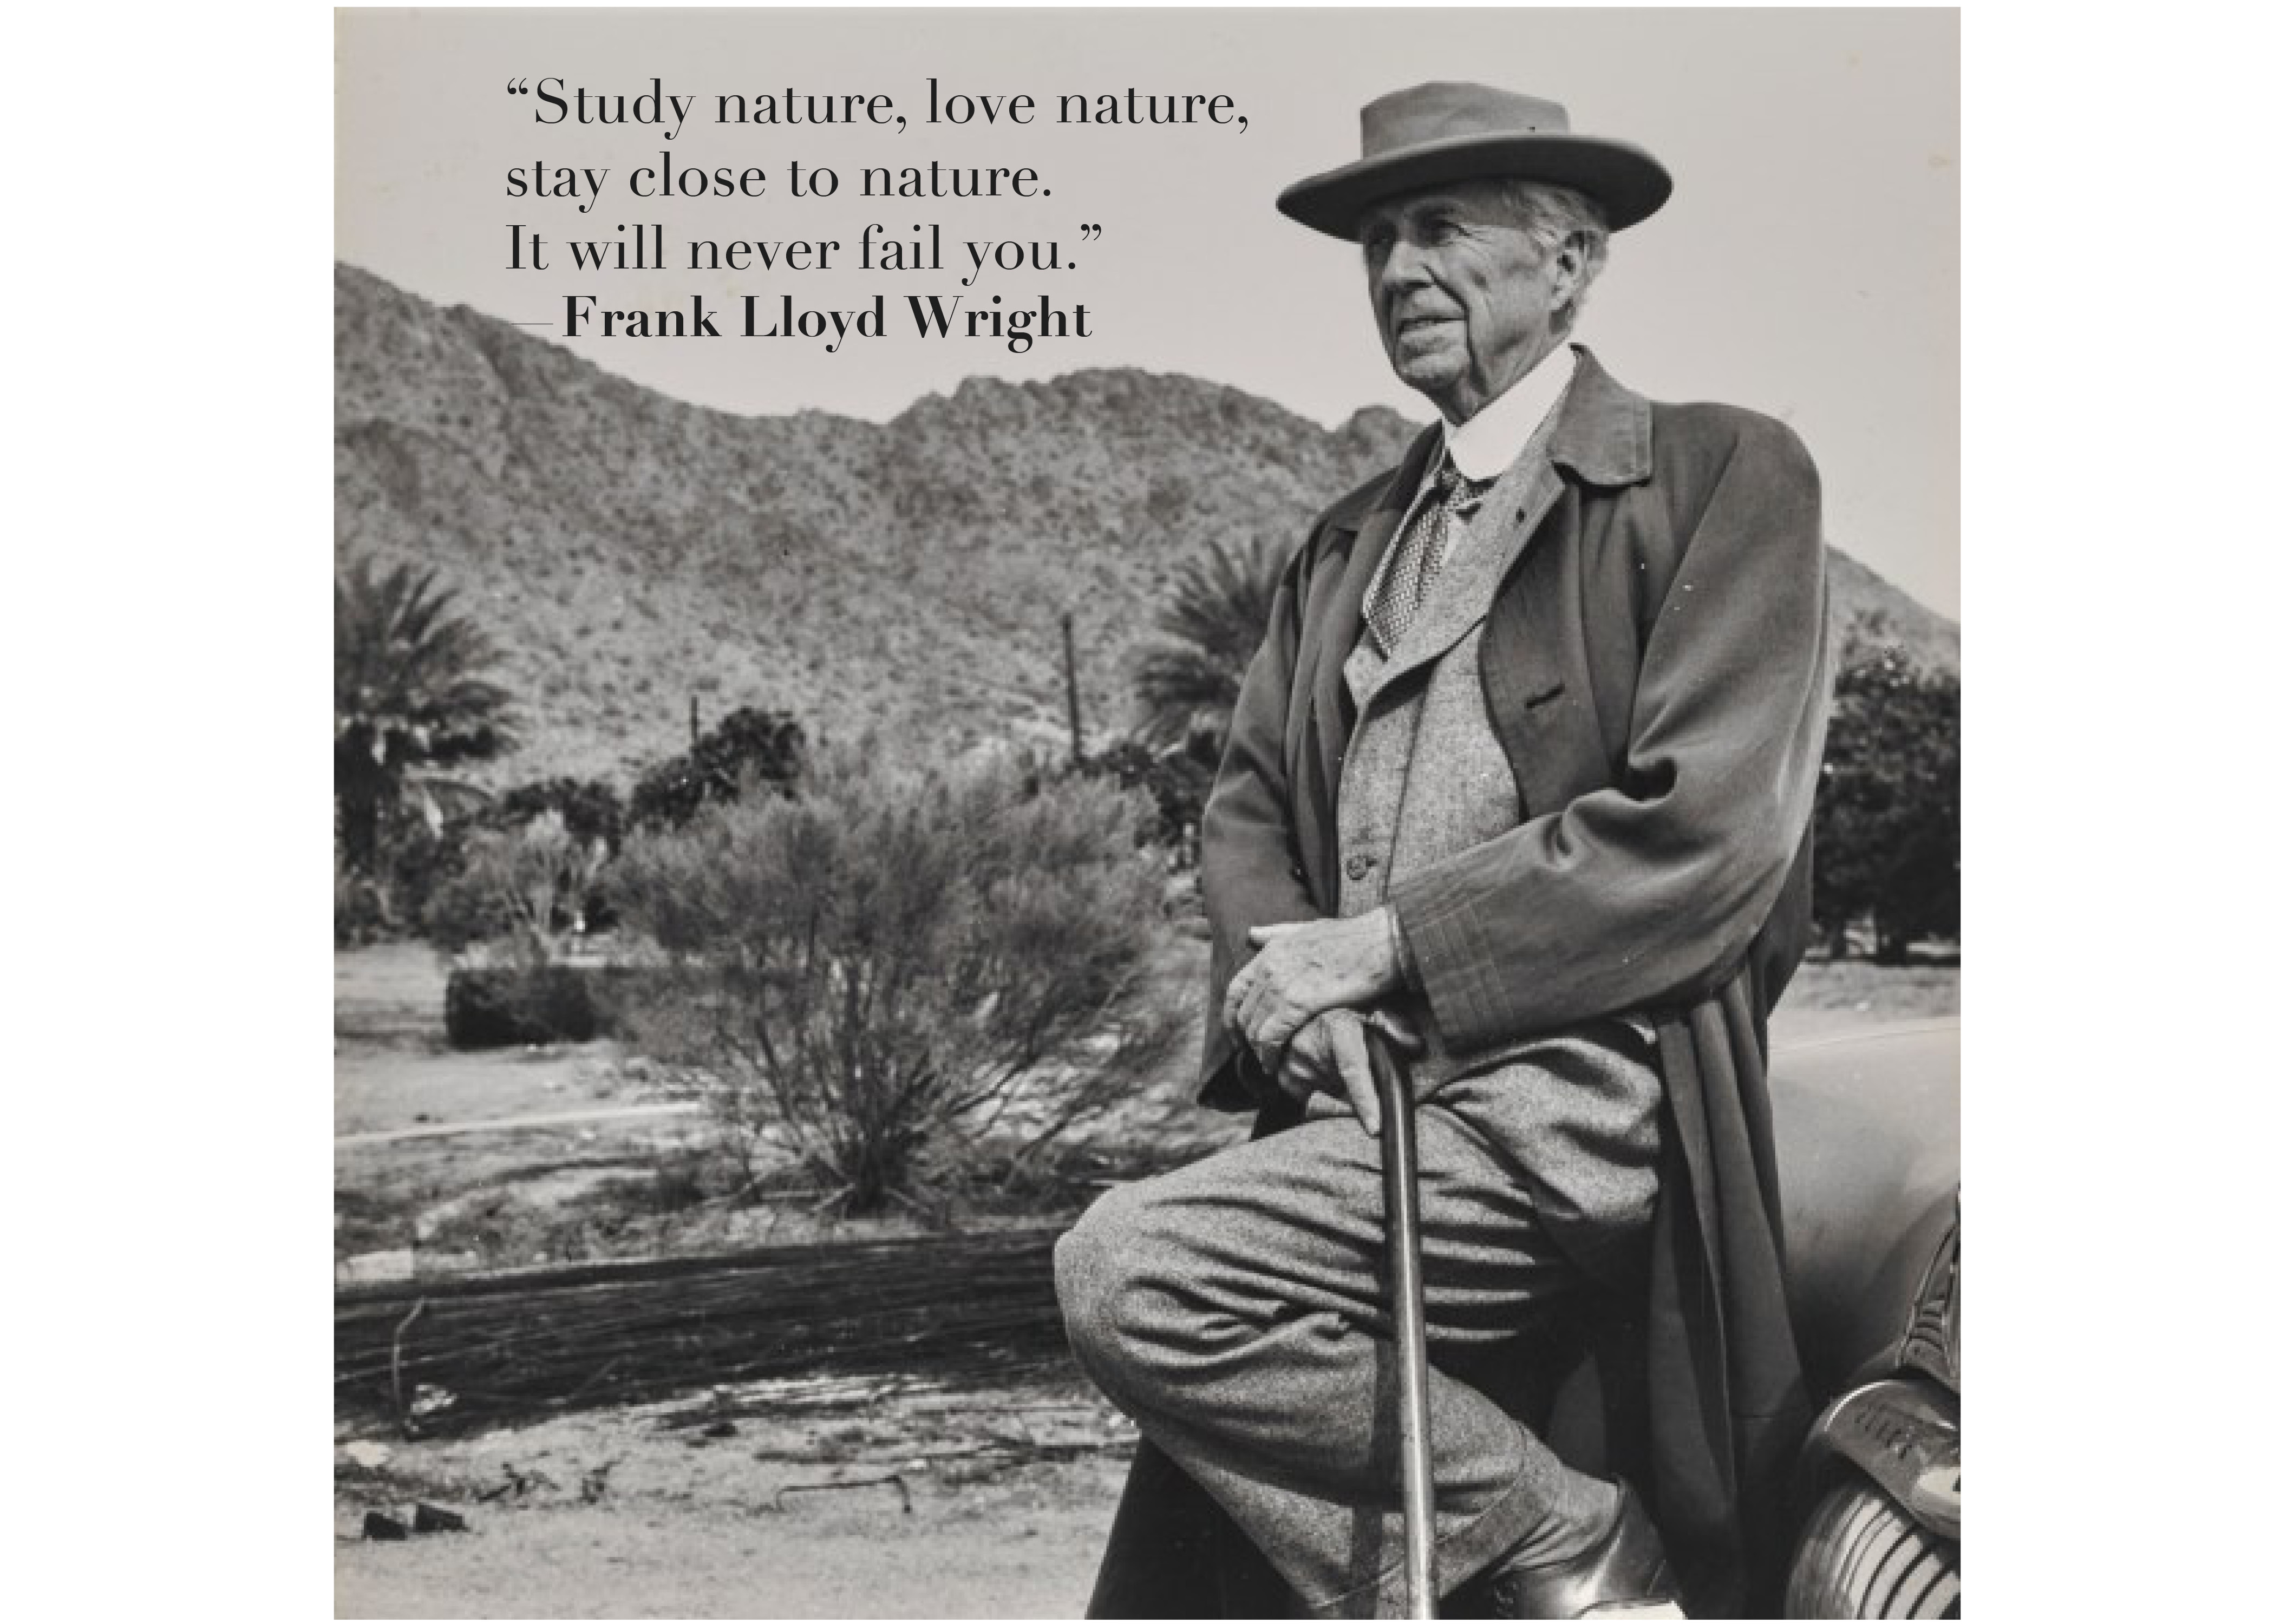 “Study nature, love nature,
stay close to nature.
It will never fail you.”
—Frank Lloyd Wright